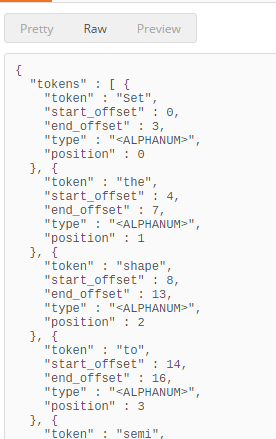 Pretty Raw Preview
{
"tokens" : [ {
"token" : "Set",
"start_offset" : 0,
"end_offset" : 3,
"type" : "<ALPHANUM>",
"position" : 0
}, {
"token" : "the",
"start_offset" : 4,
"end_offset" : 7,
"type" : "<ALPHANUM>",
"position" : 1
}, {
"token" : "shape",
"start_offset" : 8,
"end_offset" : 13,
"type" : "<ALPHANUM>",
"position" : 2
}, {
"token" : "to",
"start_offset" : 14,
"end_offset" : 16,
"type" : "<ALPHANUM>",
"position" : 3
}, {
"token" : "semi",